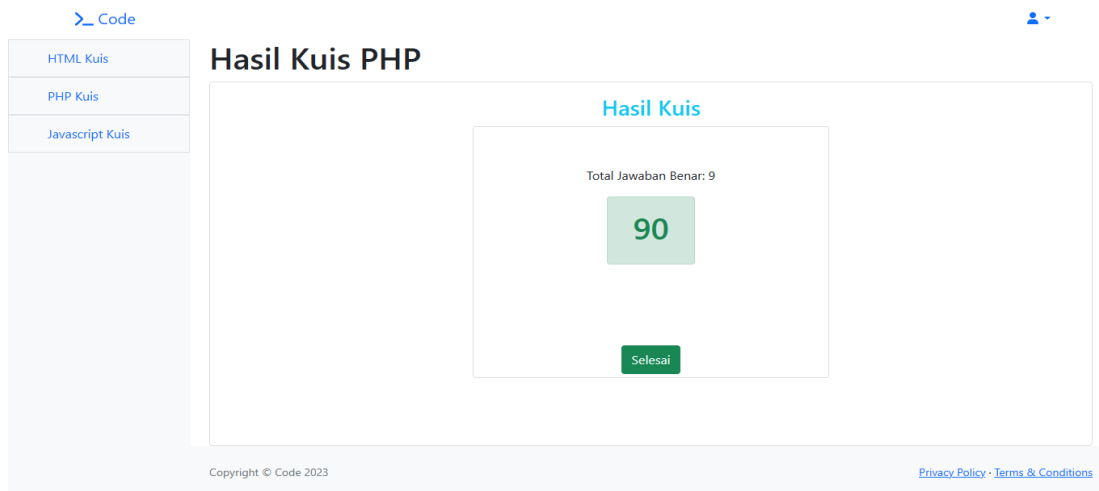 Code
HTML Kuis
PHP Kuis
Javascript Kuis
Hasil Kuis PHP
Hasil Kuis
Total Jawaban Benar: 9
90
Selesai
Copyright © Code 2023
Privacy Policy · Terms & Conditions